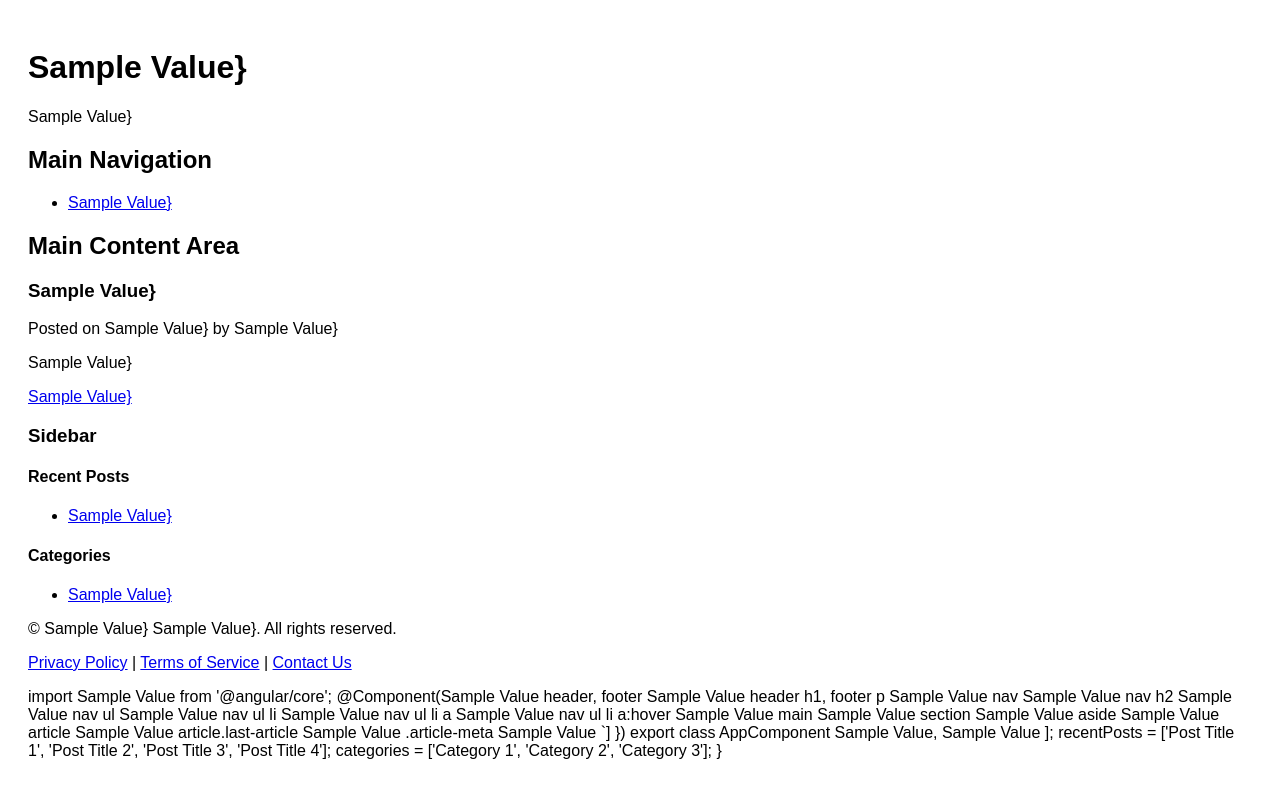 Sample Value}
Sample Value}
Main Navigation
Sample Value}
Main Content Area
Sample Value}
Posted on Sample Value} by Sample Value}
Sample Value}
Sample Value}
Sidebar
Recent Posts
Sample Value}
Categories
Sample Value}
© Sample Value} Sample Value}. All rights reserved.
Privacy Policy | Terms of Service | Contact Us
import Sample Value from '@angular/core'; @Component(Sample Value header, footer Sample Value header h1, footer p Sample Value nav Sample Value nav h2 Sample
Value nav ul Sample Value nav ul li Sample Value nav ul li a Sample Value nav ul li a:hover Sample Value main Sample Value section Sample Value aside Sample Value
article Sample Value article.last-article Sample Value .article-meta Sample Value `] }) export class AppComponent Sample Value, Sample Value ]; recentPosts = ['Post Title
1', 'Post Title 2', 'Post Title 3', 'Post Title 4']; categories = ['Category 1', 'Category 2', 'Category 3']; }